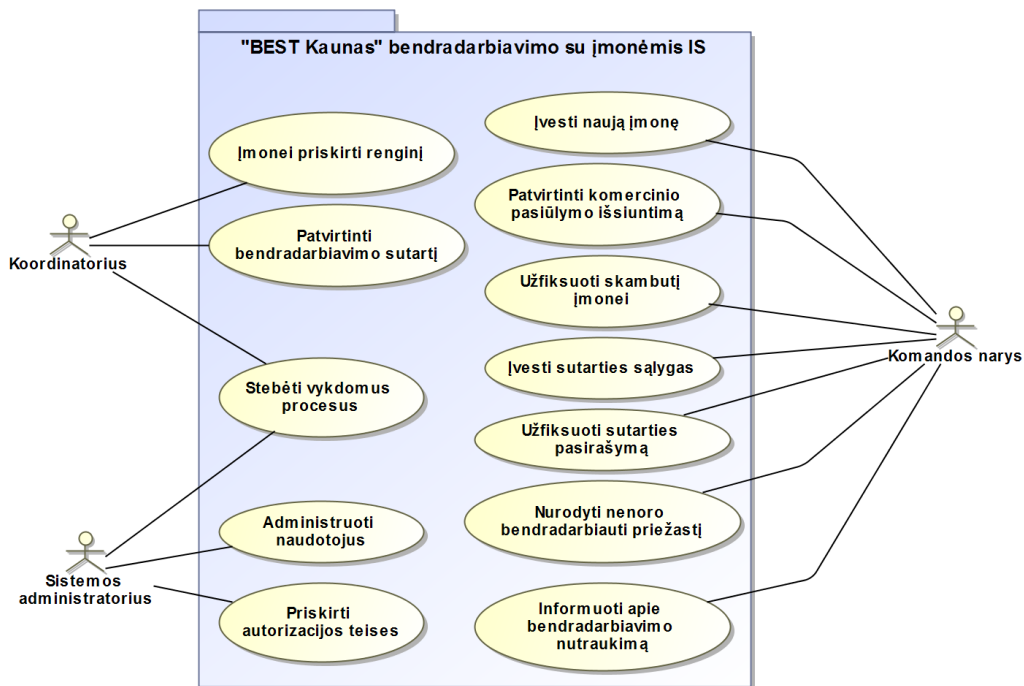 "BEST Kaunas" bendradarbiavimo su įmonėmis IS
Įmonei priskirti renginį
Patvirtinti
bendradarbiavimo sutartį
Stebėti vykdomus
procesus
Administruoti
naudotojus
Priskirti
autorizacijos teises
Įvesti naują įmonę
Patvirtinti komercinio
pasiūlymo išsiuntimą
Užfiksuoti skambutį
įmonei
Įvesti sutarties sąlygas
Užfiksuoti sutarties
pasirašymą
Nurodyti nenoro
bendradarbiauti priežastį
Informuoti apie
bendradarbiavimo
nutraukimą
Koordinatorius
Sistemos
administratorius
Komandos narys